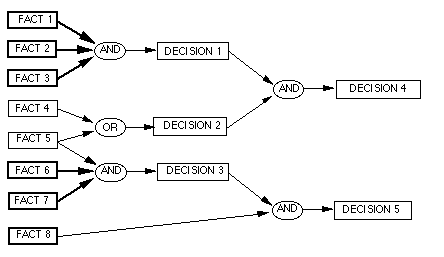 FACT 1
FACT 2
AND
DECISION 1
FACT 3
AND
DECISION 4
FACT 4
OR
DECISION 2
FACT 5
FACT 6
AND
DECISION 3
FACT 7
AND
DECISION 5
FACT 8